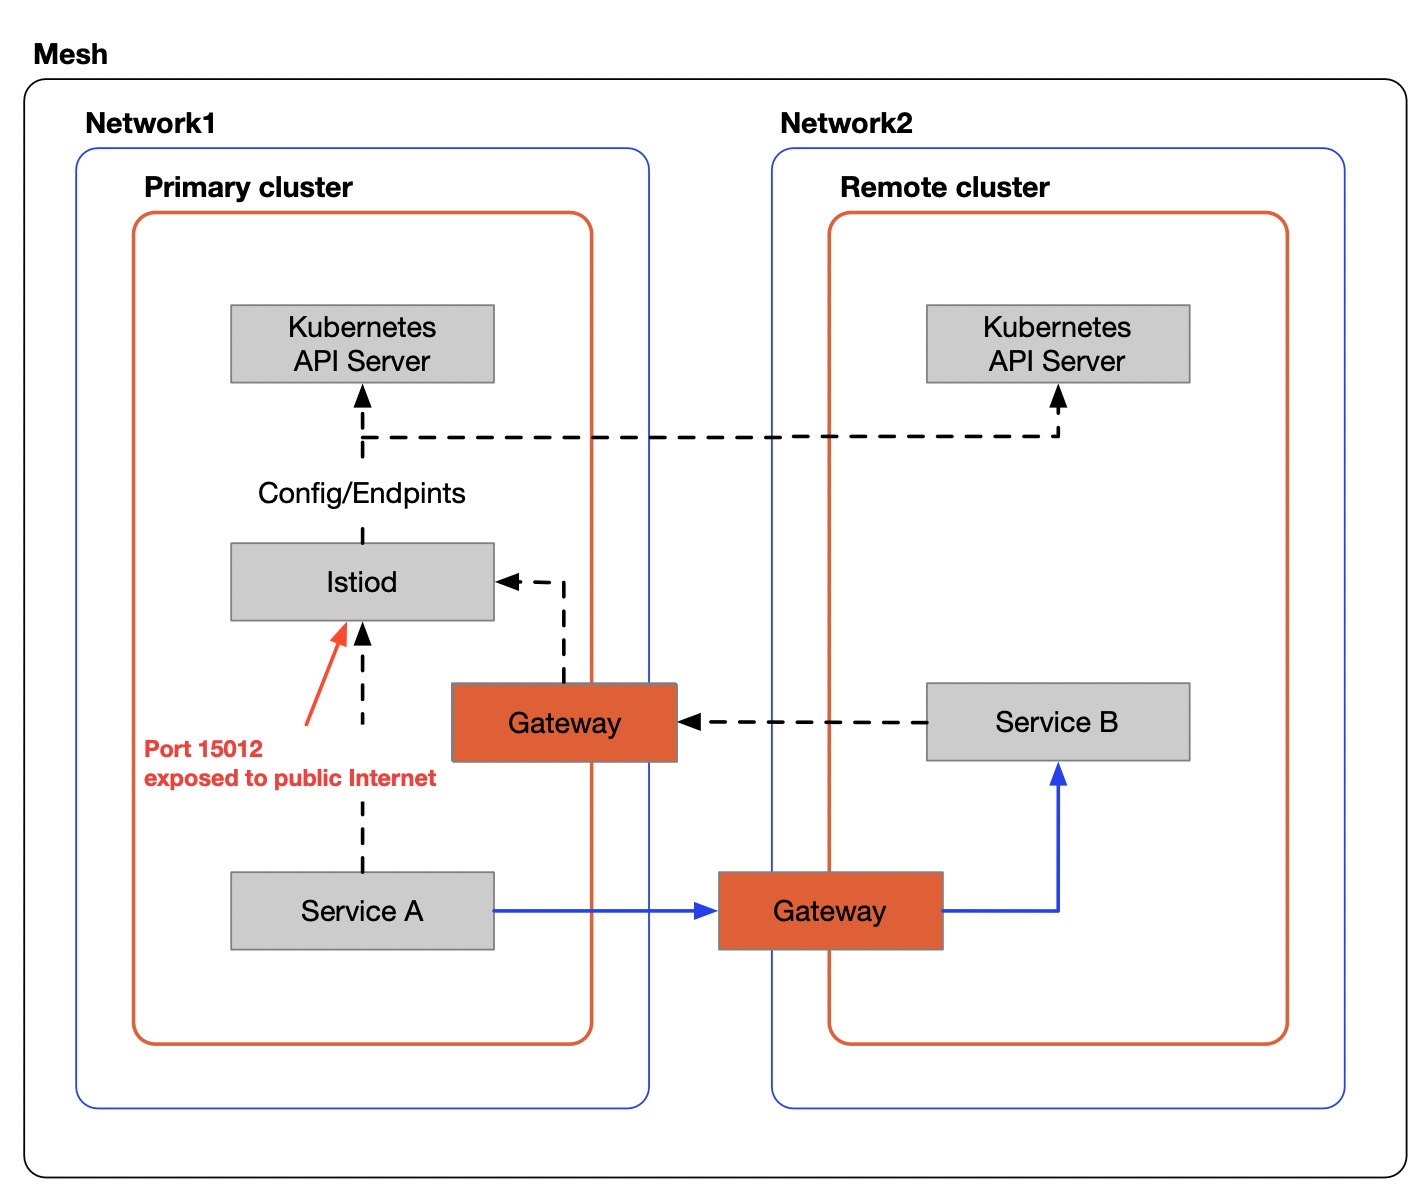 Mesh
Network1
Network2
Primary cluster
Remote cluster
Kubernetes
API Server
Kubernetes
API Server
Config/Endpints
Istiod
Gateway
Service B
Port 15012
exposed to public Internet
Service A
Gateway